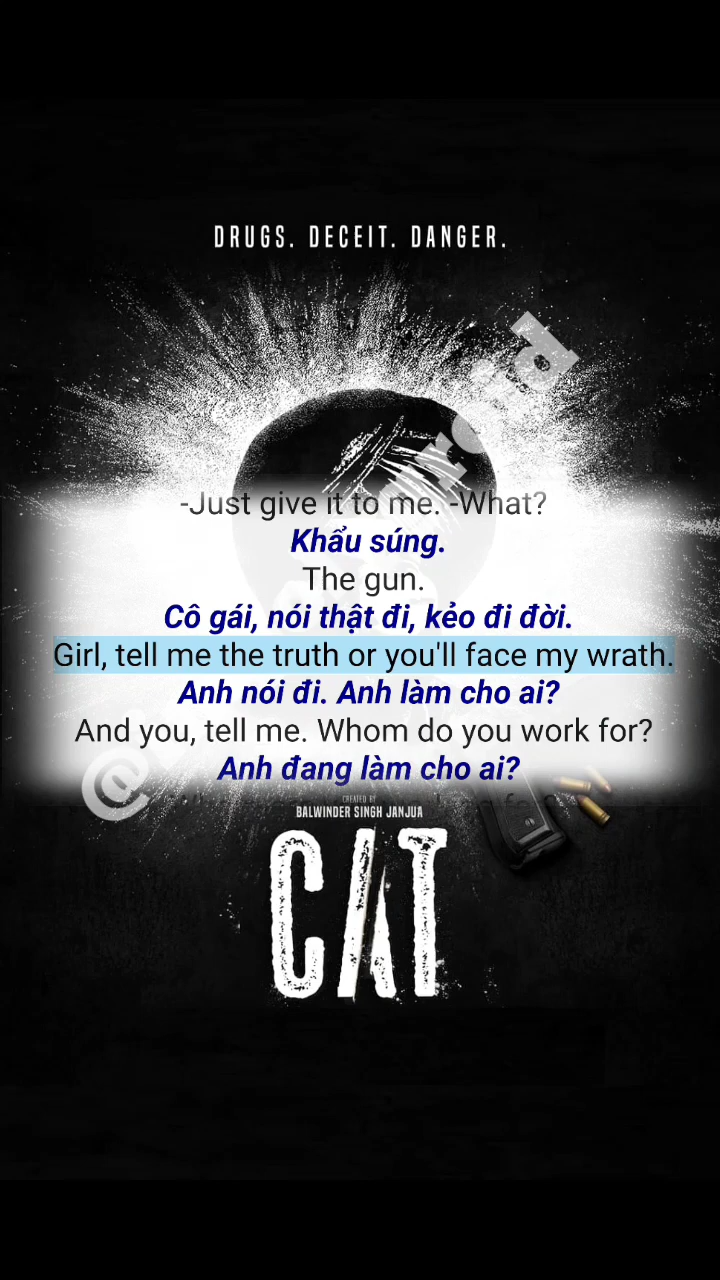 DRUGS. DECEIT. DANGER.
-Just give it to me. -What?
Khẩu súng.
The gun.
Cô gái, nói thật đi, kẻo đi đời.
Girl, tell me the truth or you'll face my wrath.
Anh nói đi. Anh làm cho ai?
And you, tell me. Whom do you work for?
Anh đang làm cho ai?
CREATED BY
BALWINDER SINGH JANJUA
CAT